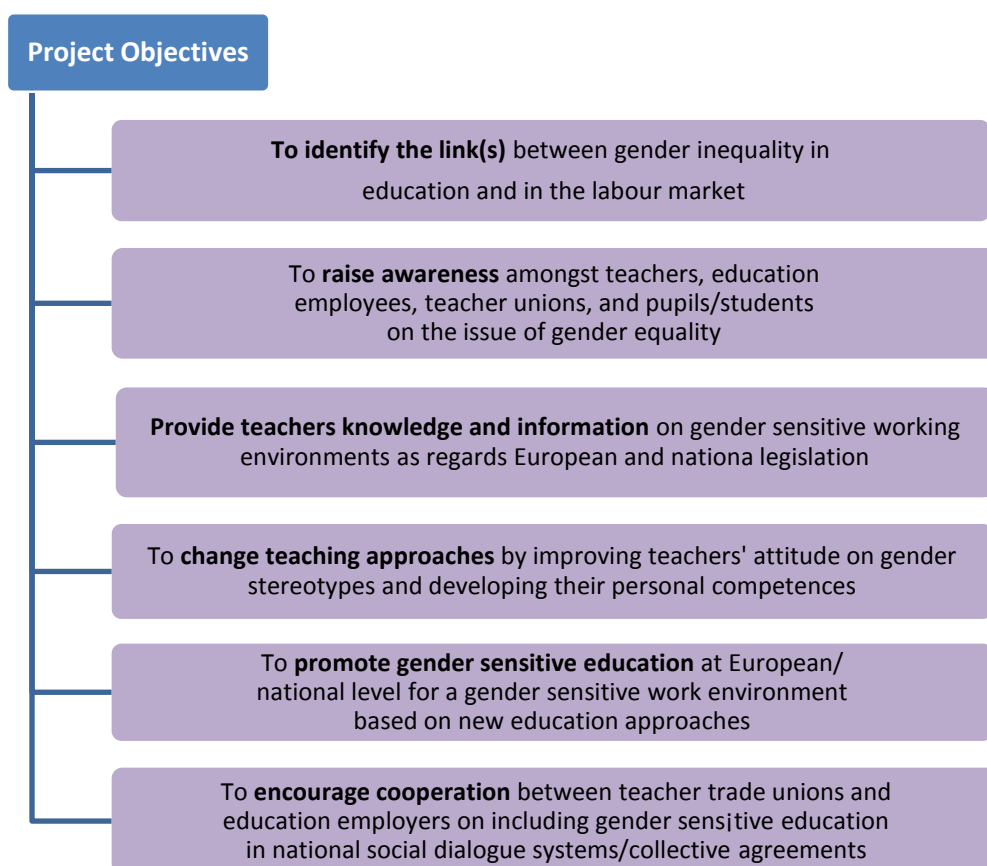 Project Objectives
To identify the link(s) between gender inequality in
education and in the labour market
To raise awareness amongst teachers, education
employees, teacher unions, and pupils/students
on the issue of gender equality
Provide teachers knowledge and information on gender sensitive working
environments as regards European and nationa legislation
To change teaching approaches by improving teachers' attitude on gender
stereotypes and developing their personal competences
To promote gender sensitive education at European/
national level for a gender sensitive work environment
based on new education approaches
To encourage cooperation between teacher trade unions and
education employers on including gender sens¡tive education
in national social dialogue systems/collective agreements